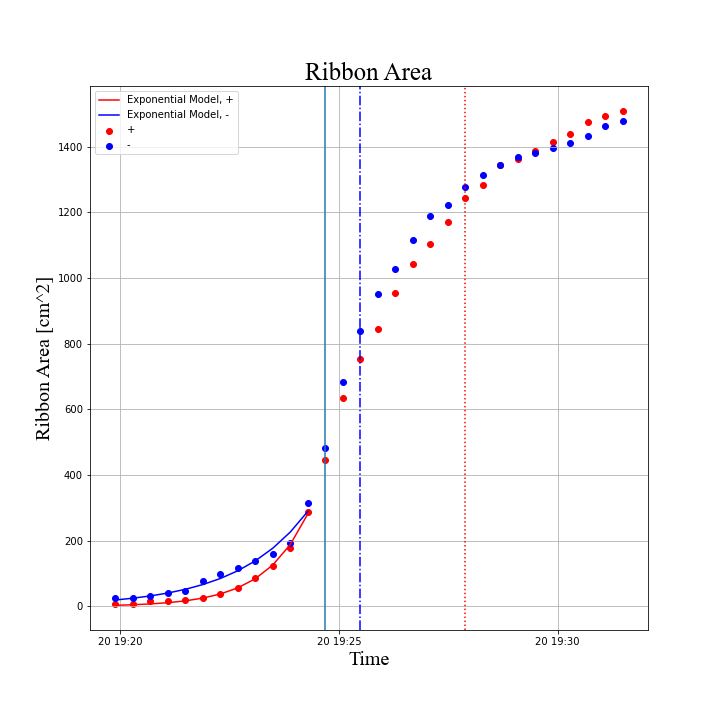 Ribbon Area
Exponential Model, +
Exponential Model, -
+
-
1400
1200
1000
800
600
400
200
0
Ribbon Area [cm^2]
20 19:20
20 19:25
20 19:30
Time